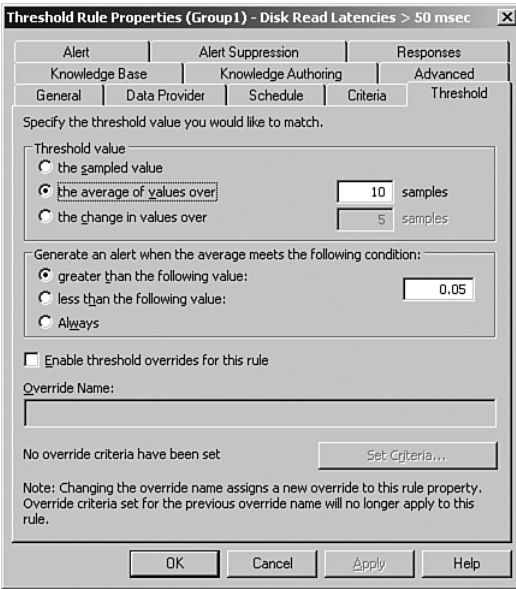 Threshold Rule Properties (Group1) - Disk Read Latencies > 50 msec
Alert Alert Suppression Responses
Knowledge Base Knowledge Authoring Advanced
General Data Provider Schedule Criteria Threshold
Specify the threshold value you would like to match.
Threshold value
the sampled value
the average of values over 10 samples
the change in values over 5 samples
Generate an alert when the average meets the following condition:
greater than the following value:
0.05
less than the following value:
Always
Enable threshold overrides for this rule
Override Name:
No override criteria have been set Set Criteria...
Note: Changing the override name assigns a new override to this rule property.
Override criteria set for the previous override name will no longer apply to this
rule.
OK Cancel Apply Help